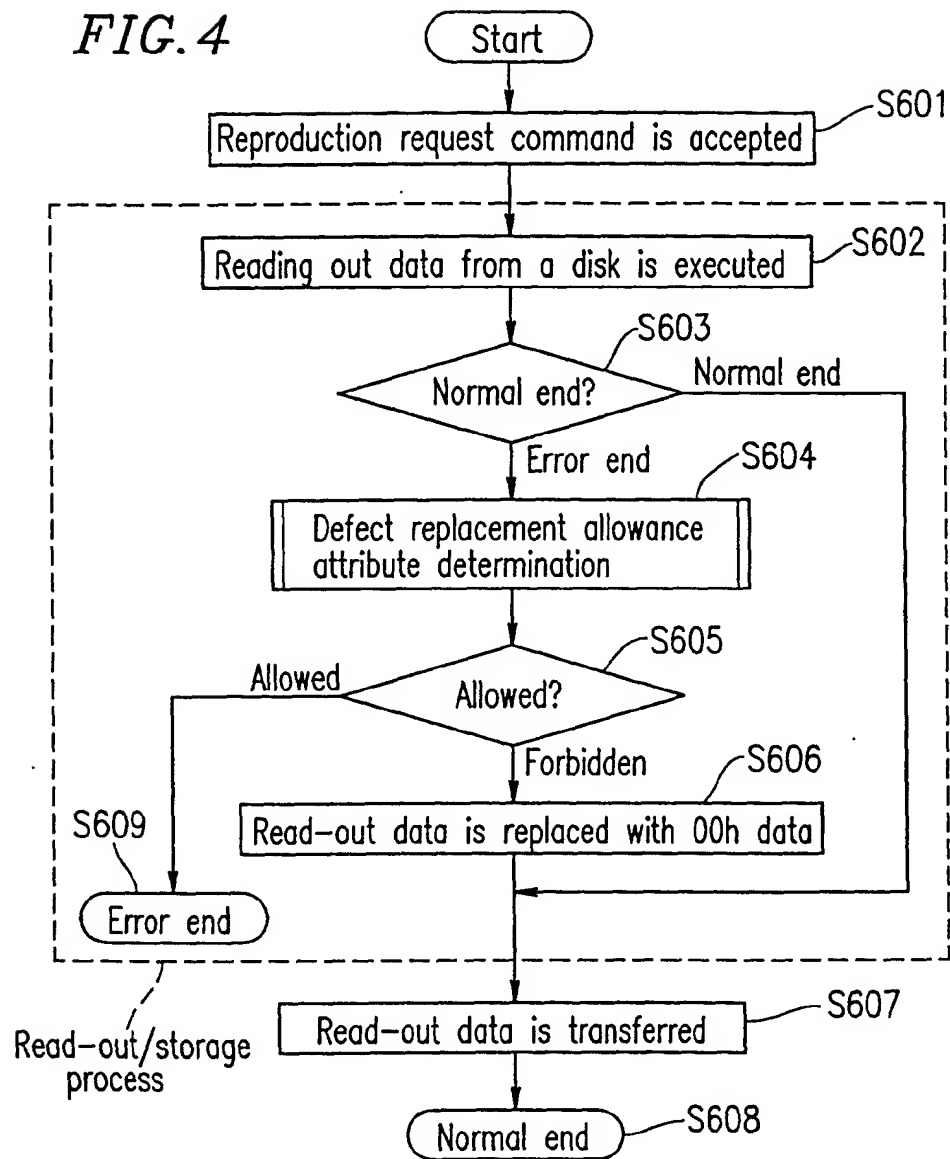 FIG. 4
Start
S601
Reproduction request command is accepted
S602
Reading out data from a disk is executed
S603
Normal end?
Normal end
Error end
S604
Defect replacement allowance
attribute determination
S605
Allowed
Allowed?
Forbidden
S606
S609
Read-out data is replaced with 00h data
Error end
S607
Read-out/storage
process
Read-out data is transferred
S608
Normal end